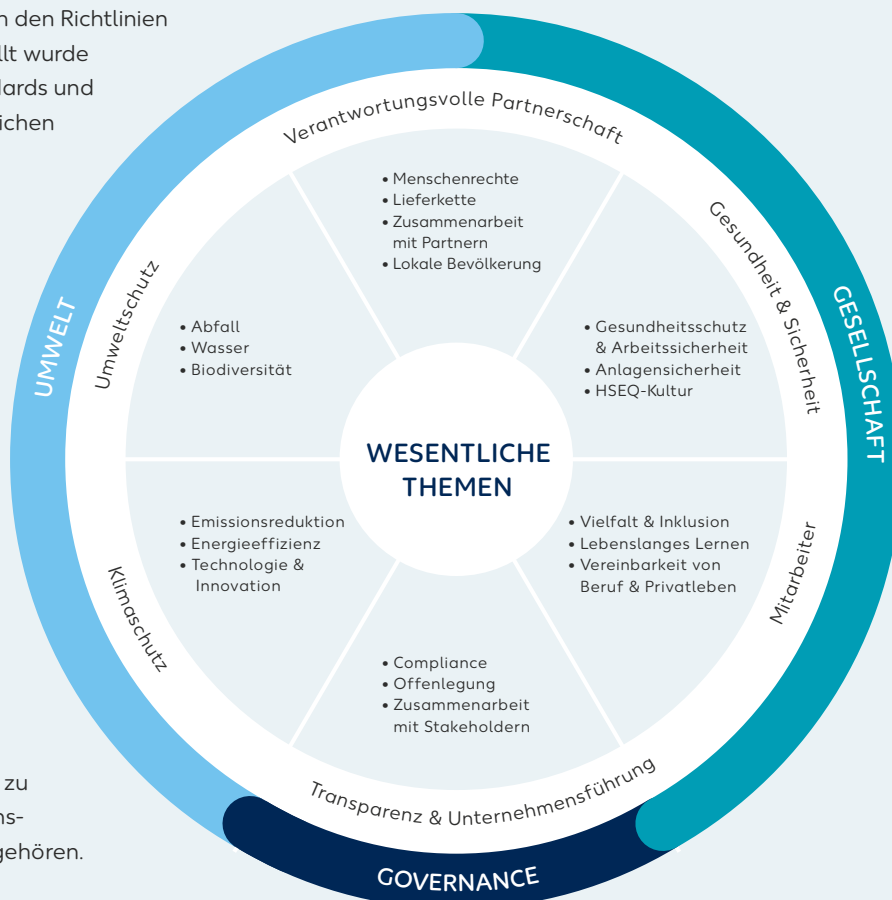 n den Richtlinien
llt wurde
dards und
ichen
Verantwortungsvolle Partnerschaft
• Menschenrechte
• Lieferkette
• Zusammenarbeit
mit Partnern
• Lokale Bevölkerung
Gesundheit & Sicherheit
• Gesundheitsschutz
& Arbeitssicherheit
• Anlagensicherheit
• HSEQ-Kultur
GESELLSCHAFT
UMWELT
Umweltschutz
• Abfall
• Wasser
• Biodiversität
WESENTLICHE
THEMEN
Klimaschutz
• Emissionsreduktion
• Energieeffizienz
• Technologie &
Innovation
• Vielfalt & Inklusion
• Lebenslanges Lernen
• Vereinbarkeit von
Beruf & Privatleben
Mitarbeiter
• Compliance
• Offenlegung
• Zusammenarbeit
mit Stakeholdern
Transparenz & Unternehmensführung
GOVERNANCE
zu
ns-
gehören.